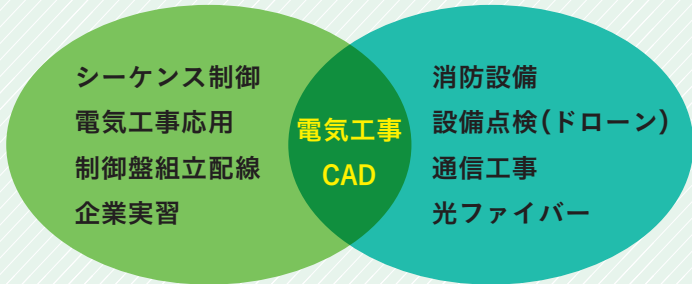 シーケンス制御
電気工事応用
制御盤組立配線
企業実習
電気工事
CAD
消防設備
設備点検(ドローン)
通信工事
光ファイバー